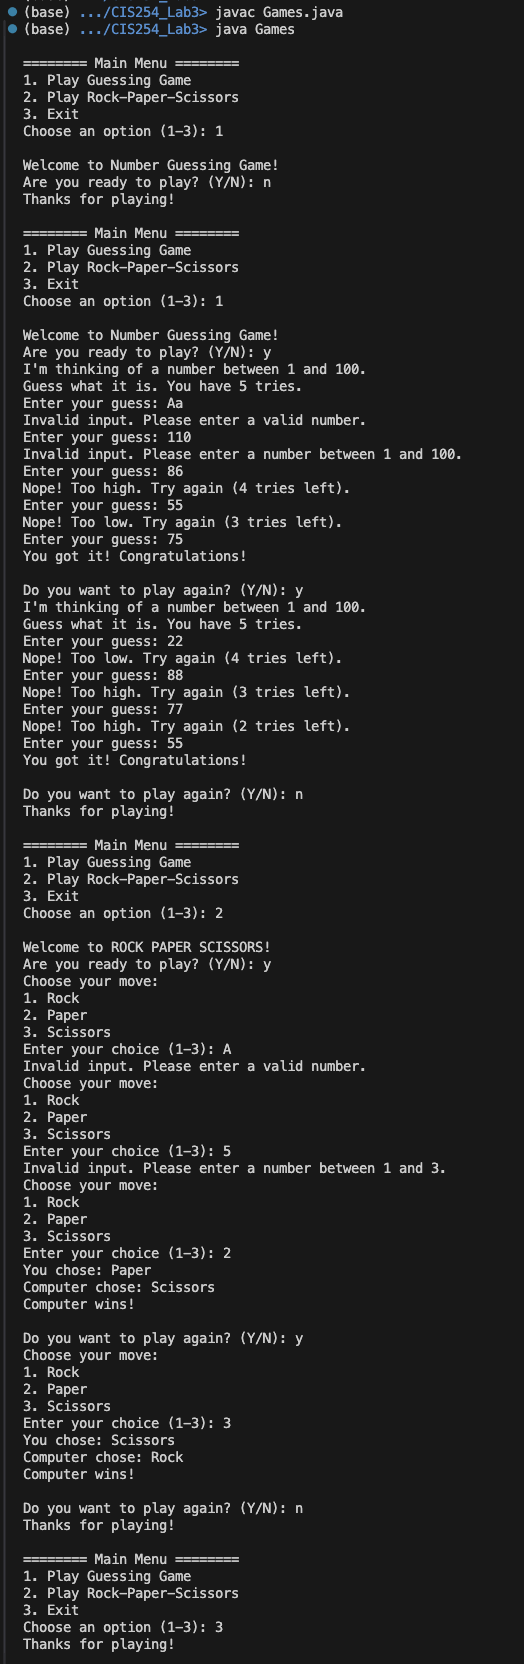 (base) .../CIS254_Lab3> javac Games.java
(base) .../CIS254_Lab3> java Games
======== Main Menu ========
1. Play Guessing Game
2. Play Rock-Paper-Scissors
3. Exit
Choose an option (1-3): 1
Welcome to Number Guessing Game!
Are you ready to play? (Y/N): n
Thanks for playing!
======== Main Menu ========
1. Play Guessing Game
2. Play Rock-Paper-Scissors
3. Exit
Choose an option (1-3): 1
Welcome to Number Guessing Game!
Are you ready to play? (Y/N): y
I'm thinking of a number between 1 and 100.
Guess what it is. You have 5 tries.
Enter your guess: Aa
Invalid input. Please enter a valid number.
Enter your guess: 110
Invalid input. Please enter a number between 1 and 100.
Enter your guess: 86
Nope! Too high. Try again (4 tries left).
Enter your guess: 55
Nope! Too low. Try again (3 tries left).
Enter your guess: 75
You got it! Congratulations!
Do you want to play again? (Y/N): y
I'm thinking of a number between 1 and 100.
Guess what it is. You have 5 tries.
Enter your guess: 22
Nope! Too low. Try again (4 tries left).
Enter your guess: 88
Nope! Too high. Try again (3 tries left).
Enter your guess: 77
Nope! Too high. Try again (2 tries left).
Enter your guess: 55
You got it! Congratulations!
Do you want to play again? (Y/N): n
Thanks for playing!
======== Main Menu ========
1. Play Guessing Game
2. Play Rock-Paper-Scissors
3. Exit
Choose an option (1-3): 2
Welcome to ROCK PAPER SCISSORS!
Are you ready to play? (Y/N): y
Choose your move:
1. Rock
2. Paper
3. Scissors
Enter your choice (1-3): A
Invalid input. Please enter a valid number.
Choose your move:
1. Rock
2. Paper
3. Scissors
Enter your choice (1-3): 5
Invalid input. Please enter a number between 1 and 3.
Choose your move:
1. Rock
2. Paper
3. Scissors
Enter your choice (1-3): 2
You chose: Paper
Computer chose: Scissors
Computer wins!
Do you want to play again? (Y/N): y
Choose your move:
1. Rock
2. Paper
3. Scissors
Enter your choice (1-3): 3
You chose: Scissors
Computer chose: Rock
Computer wins!
Do you want to play again? (Y/N): n
Thanks for playing!
======== Main Menu ========
1. Play Guessing Game
2. Play Rock-Paper-Scissors
3. Exit
Choose an option (1-3): 3
Thanks for playing!